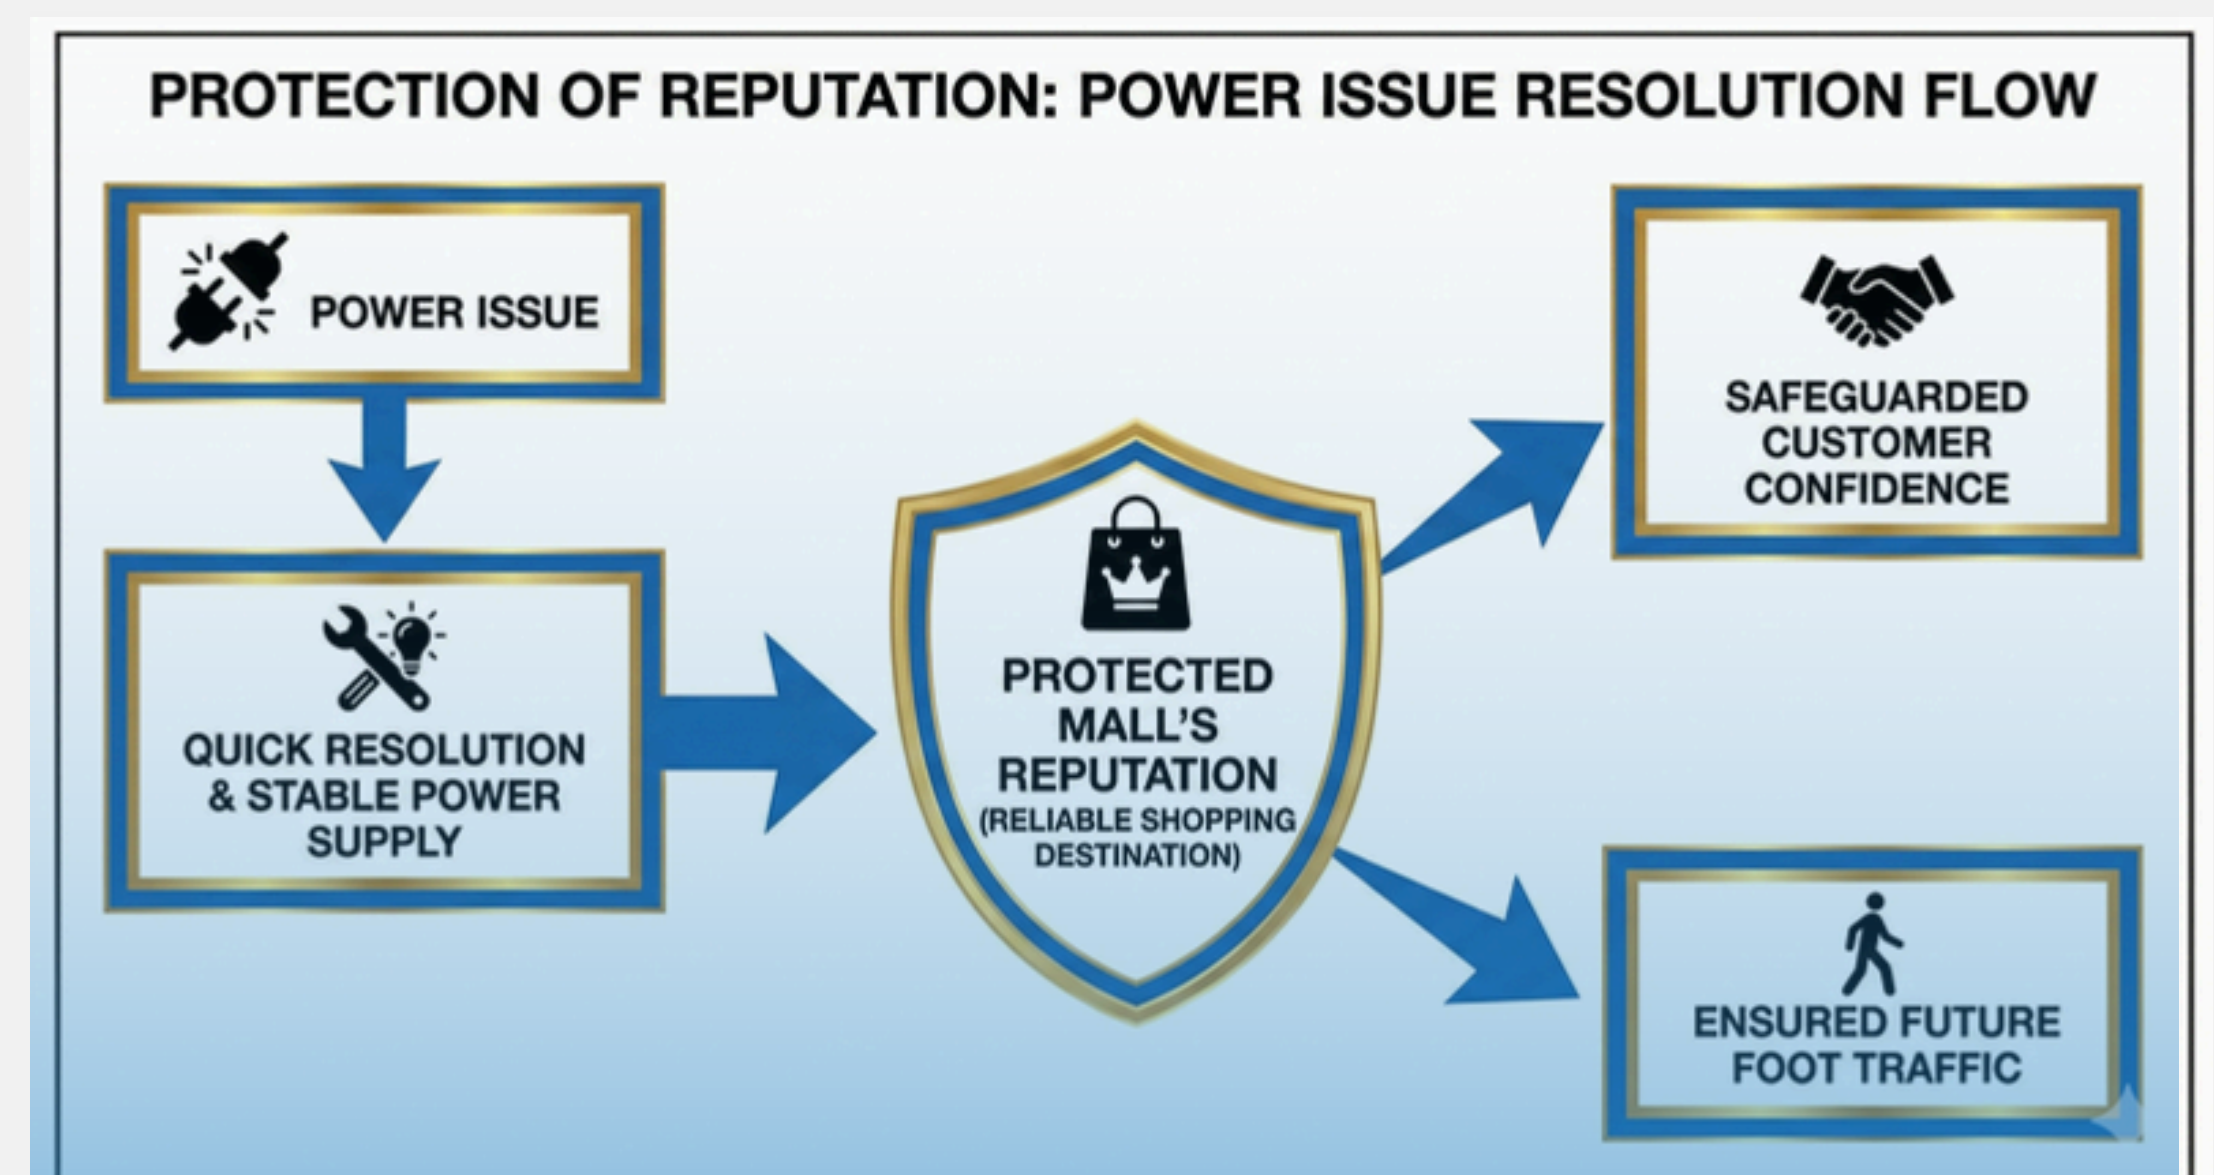 PROTECTION OF REPUTATION: POWER ISSUE RESOLUTION FLOW
POWER ISSUE
QUICK RESOLUTION
& STABLE POWER
SUPPLY
PROTECTED
MALL'S
REPUTATION
(RELIABLE SHOPPING
DESTINATION)
SAFEGUARDED
CUSTOMER
CONFIDENCE
ENSURED FUTURE
FOOT TRAFFIC